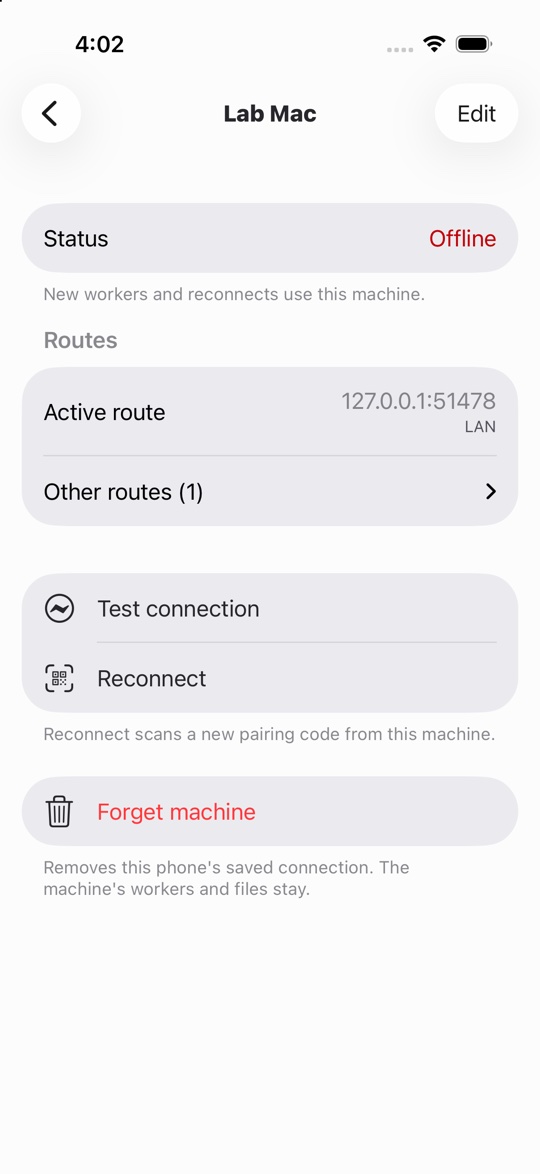 4:02
Lab Mac
Edit
Status
Offline
New workers and reconnects use this machine.
Routes
Active route
127.0.0.1:51478
LAN
Other routes (1)
Test connection
Reconnect
Reconnect scans a new pairing code from this machine.
Forget machine
Removes this phone's saved connection. The
machine's workers and files stay.